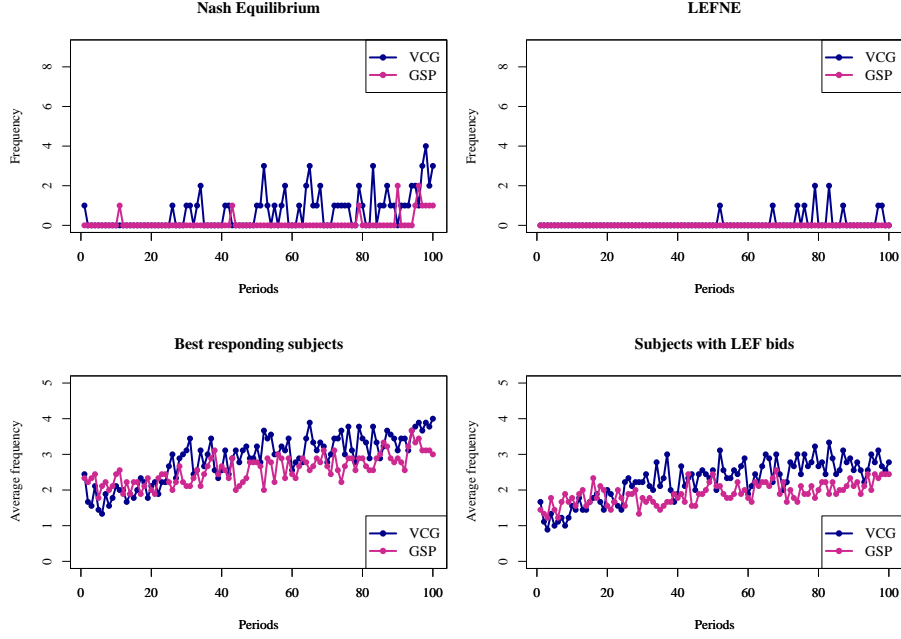 Nash Equilibrium
Frequency
0
2
4
6
8
0 20 40 60 80 100
Periods
VCG
GSP
LEFNE
Frequency
0
2
4
6
8
0 20 40 60 80 100
Periods
VCG
GSP
Best responding subjects
Average frequency
0
1
2
3
4
5
0 20 40 60 80 100
Periods
VCG
GSP
Subjects with LEF bids
Average frequency
0
1
2
3
4
5
0 20 40 60 80 100
Periods
VCG
GSP